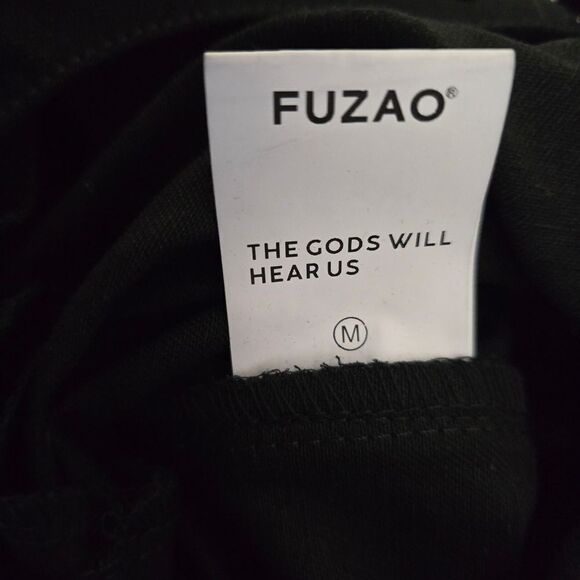 FUZAO®
THE GODS WILL
HEAR US
M